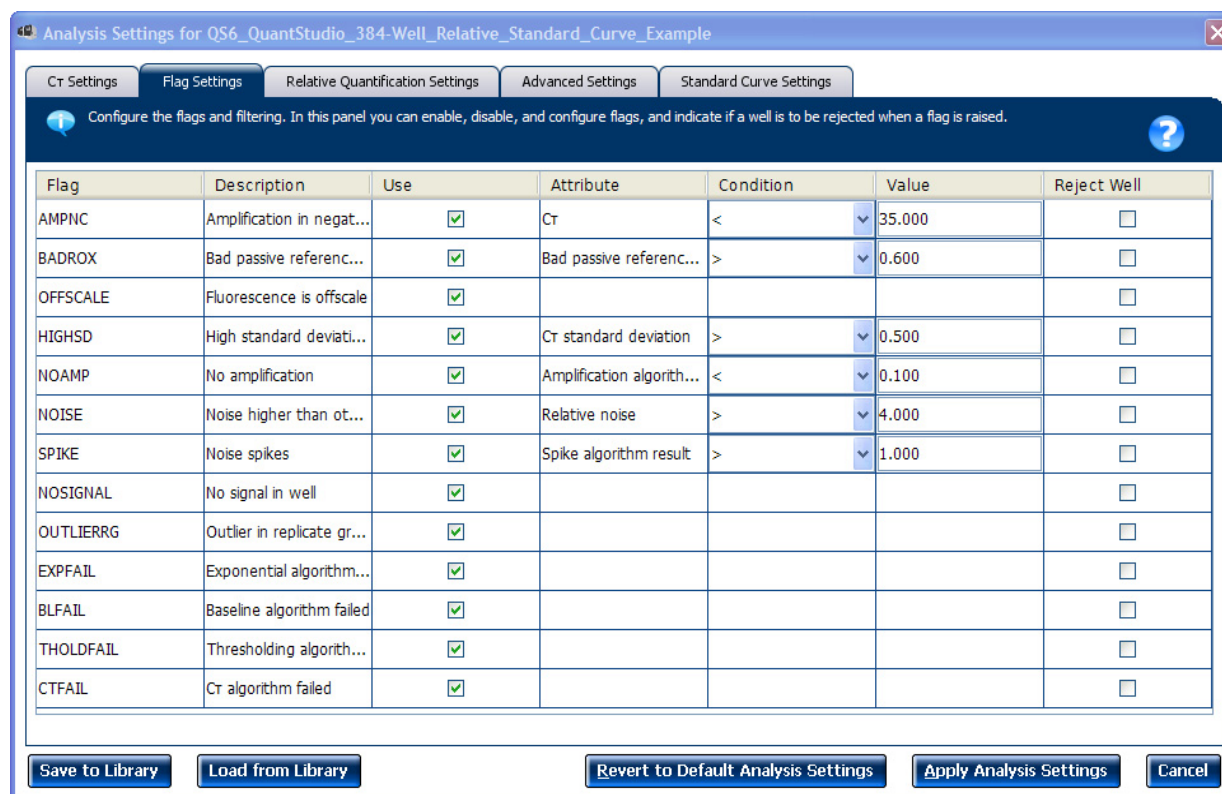 Analysis Settings for QS6_QuantStudio_384-Well_Relative_Standard_Curve_Example
Cт Settings Flag Settings Relative Quantification Settings Advanced Settings Standard Curve Settings
Configure the flags and filtering. In this panel you can enable, disable, and configure flags, and indicate if a well is to be rejected when a flag is raised.
Flag Description Use Attribute Condition Value Reject Well
AMPNC Amplification in negat... Cт < 35.000
BADROX Bad passive referenc... Bad passive referenc... > 0.600
OFFSCALE Fluorescence is offscale
HIGHSD High standard deviati... Cт standard deviation > 0.500
NOAMP No amplification Amplification algorith... < 0.100
NOISE Noise higher than ot... Relative noise > 4.000
SPIKE Noise spikes Spike algorithm result > 1.000
NOSIGNAL No signal in well
OUTLIERRG Outlier in replicate gr...
EXPFAIL Exponential algorithm...
BLFAIL Baseline algorithm failed
THOLDFAIL Thresholding algorith...
CTFAIL Cт algorithm failed
Save to Library Load from Library Revert to Default Analysis Settings Apply Analysis Settings Cancel